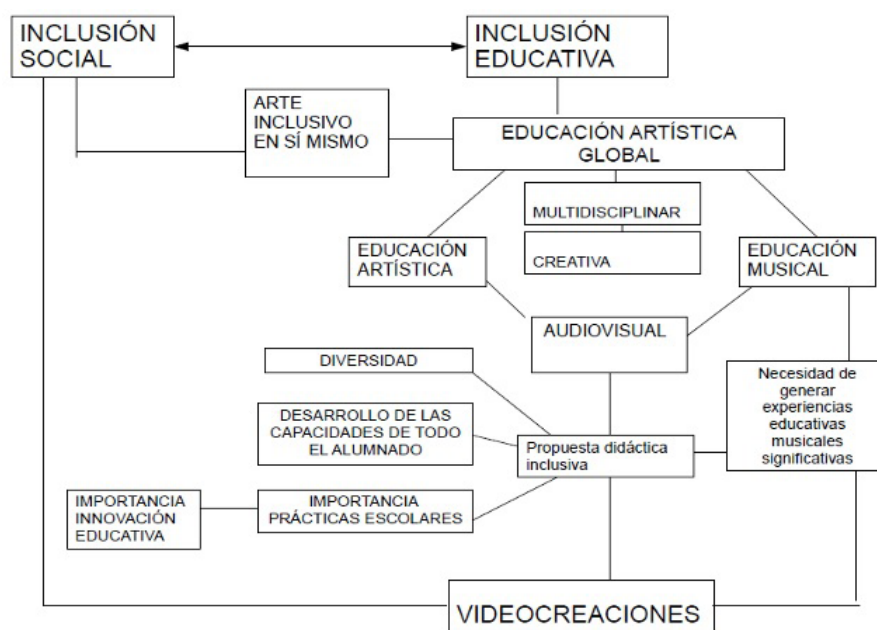 INCLUSIÓN
SOCIAL
INCLUSIÓN
EDUCATIVA
ARTE
INCLUSIVO
EN SÍ MISMO
EDUCACIÓN ARTÍSTICA
GLOBAL
MULTIDISCIPLINAR
CREATIVA
EDUCACIÓN
ARTÍSTICA
EDUCACIÓN
MUSICAL
AUDIOVISUAL
DIVERSIDAD
DESARROLLO DE LAS
CAPACIDADES DE TODO
EL ALUMNADO
Propuesta didáctica
inclusiva
Necesidad de
generar
experiencias
educativas
musicales
significativas
IMPORTANCIA
INNOVACIÓN
EDUCATIVA
IMPORTANCIA
PRÁCTICAS ESCOLARES
VIDEOCREACIONES